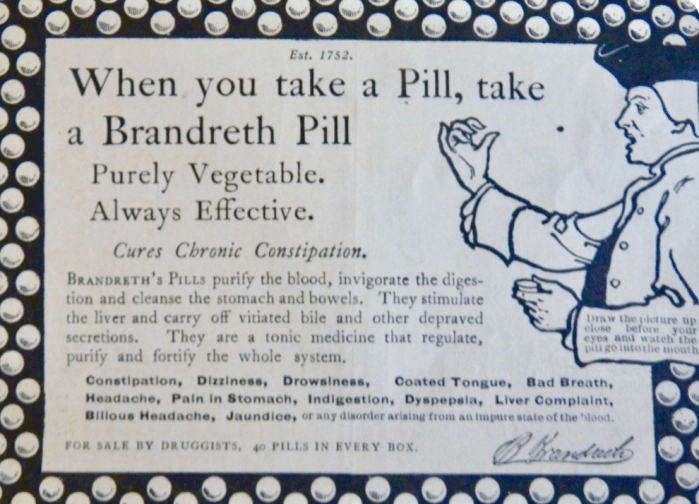 Est. 1752.
When you take a Pill, take
a Brandreth Pill
Purely Vegetable.
Always Effective.
Cures Chronic Constipation.
BRANDRETH'S PILLS purify the blood, invigorate the diges-
tion and cleanse the stomach and bowels. They stimulate
the liver and carry off vitiated bile and other depraved
secretions. They are a tonic medicine that regulate,
purify and fortify the whole system.
Constipation, Dizziness, Drowsiness, Coated Tongue, Bad Breath,
Headache, Pain in Stomach, Indigestion, Dyspepsia, Liver Complaint,
Bilious Headache, Jaundice, or any disorder arising from an impure state of the blood.
FOR SALE BY DRUGGISTS, 40 PILLS IN EVERY BOX.
B Brandreth
Draw the picture up
close before your
eyes and watch the
pill go into the mouth